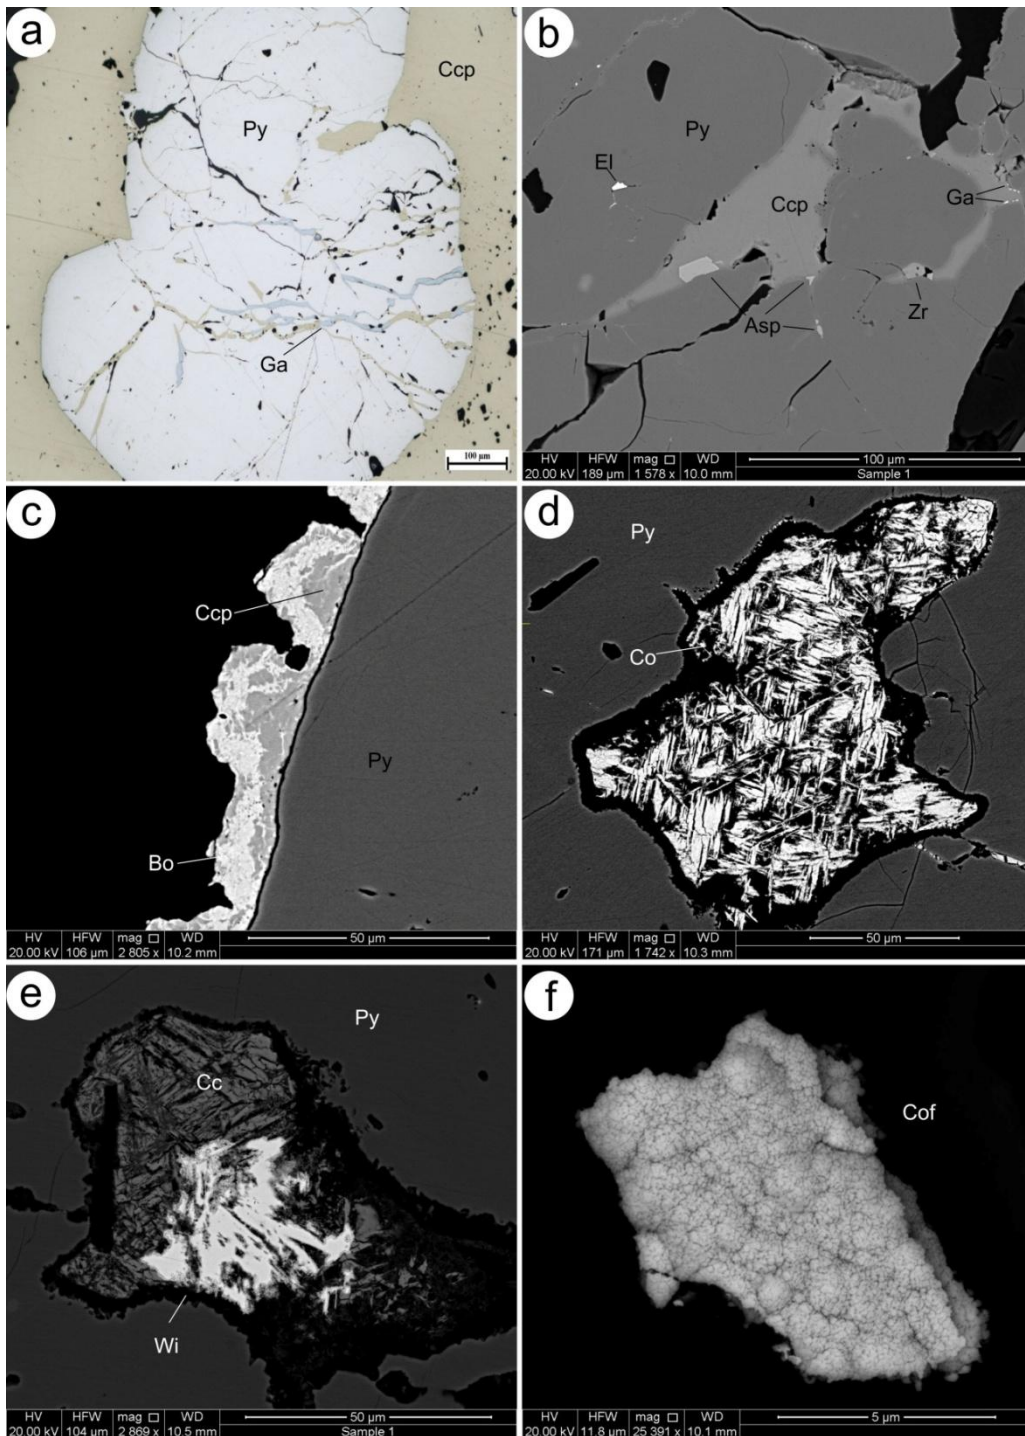 a
Ccp
Py
Ga
100 µm
b
Py
El
Ccp
Ga
Asp
Zr
HV HFW mag □ WD 100 µm
20.00 kV 189 µm 1 578 x 10.0 mm Sample 1
c
Ccp
Py
Bo
HV HFW mag □ WD 50 µm
20.00 kV 106 µm 2 805 x 10.2 mm
d
Py
Co
HV HFW mag □ WD 50 µm
20.00 kV 171 µm 1 742 x 10.3 mm
e
Py
Cc
Wi
HV HFW mag □ WD 50 µm
20.00 kV 104 µm 2 869 x 10.5 mm Sample 1
f
Cof
HV HFW mag □ WD 5 µm
20.00 kV 11.8 µm 25 391 x 10.1 mm